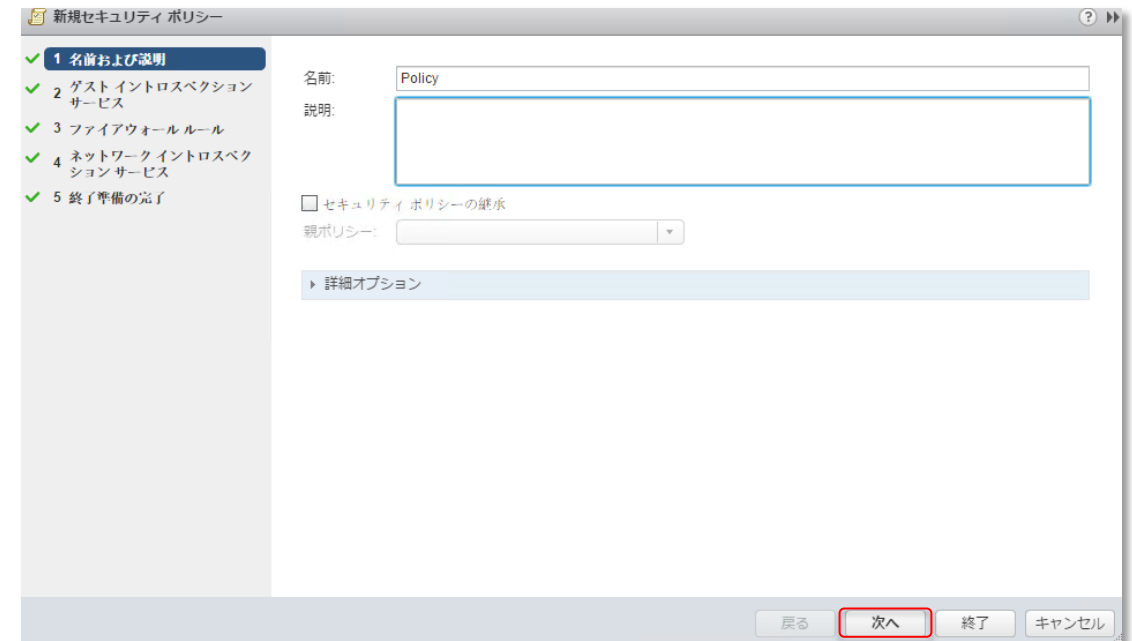 新規セキュリティ ポリシー
?
1 名前および説明
2 ゲスト イントロスペクション
サービス
3 ファイアウォール ルール
4 ネットワーク イントロスペク
ション サービス
5 終了準備の完了
名前:
Policy
説明:
セキュリティ ポリシーの継承
親ポリシー:
詳細オプション
戻る
次へ
終了
キャンセル